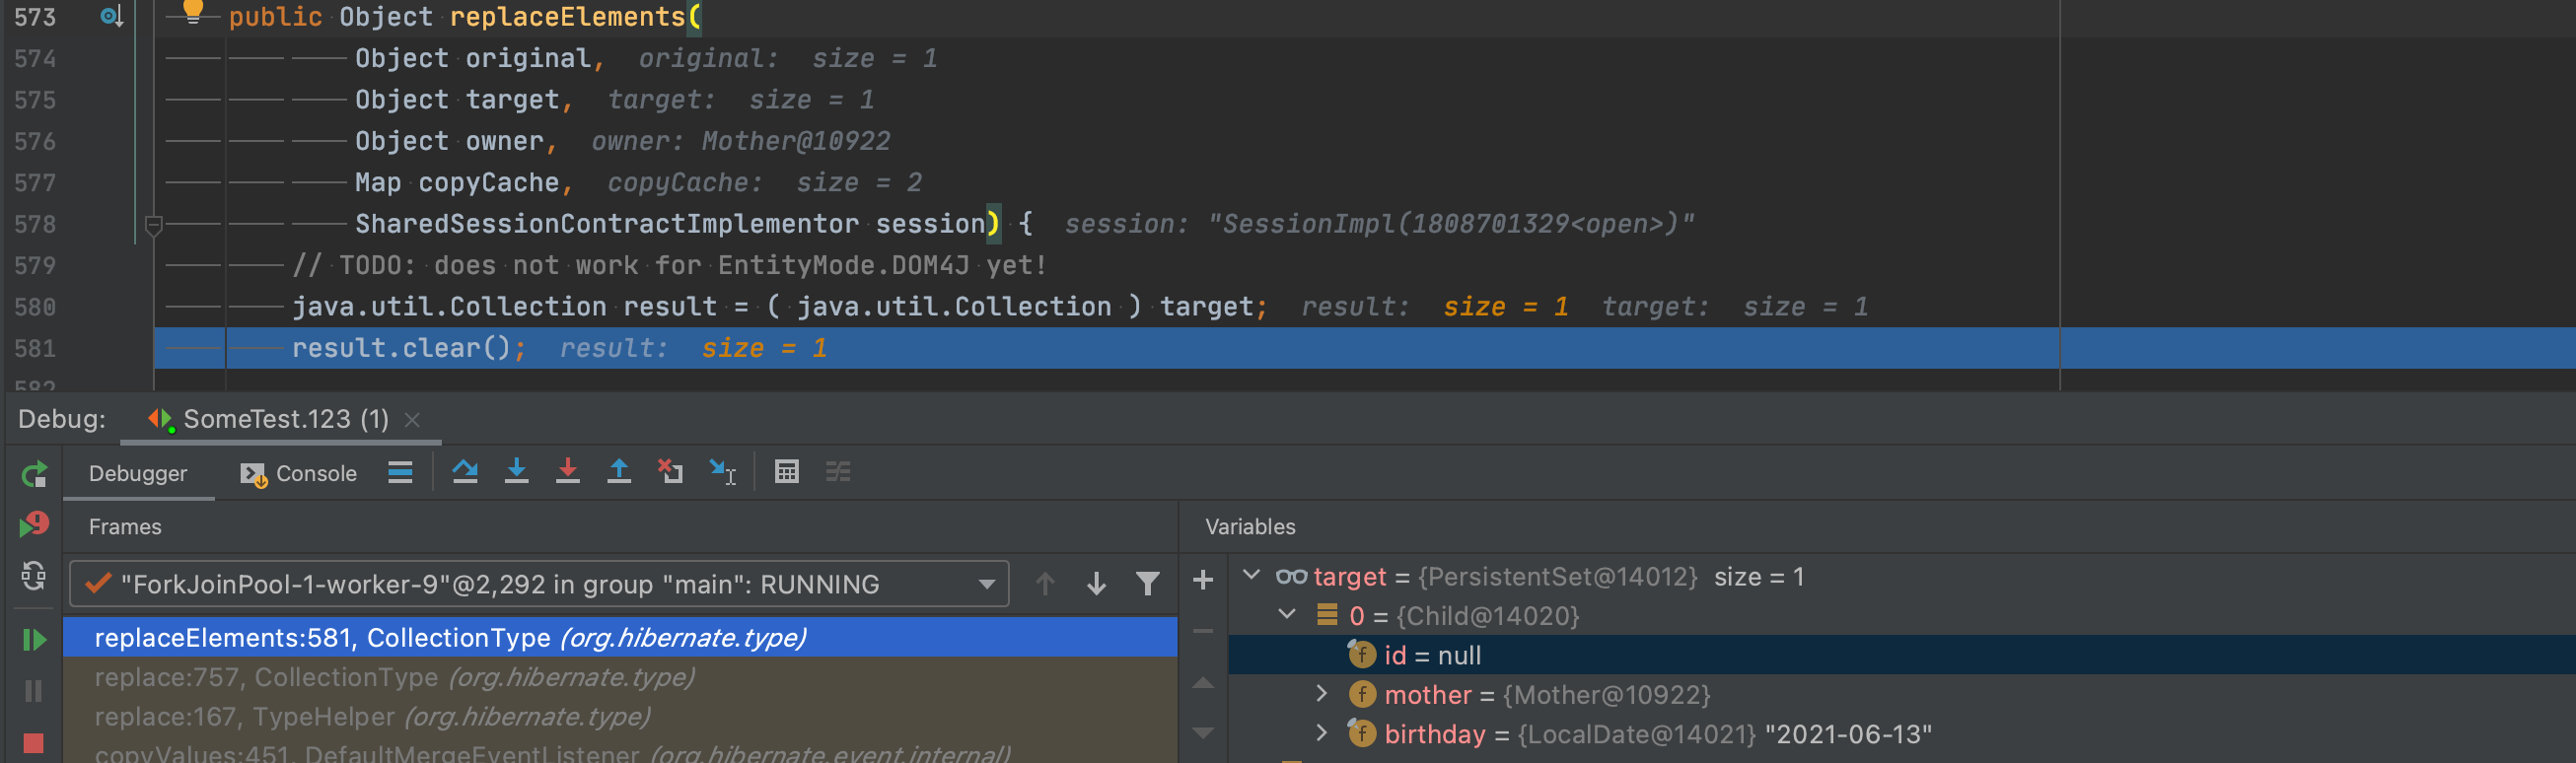 573 public Object replaceElements(
574 Object original, original: size = 1
575 Object target, target: size = 1
576 Object owner, owner: Mother@10922
577 Map copyCache, copyCache: size = 2
578 SharedSessionContractImplementor session) { session: "SessionImpl(1808701329<open>)"
579 // TODO: does not work for EntityMode.DOM4J yet!
580 java.util.Collection result = ( java.util.Collection ) target; result: size = 1 target: size = 1
581 result.clear(); result: size = 1
582
Debug: SomeTest.123 (1)
Debugger Console
Frames
Variables
"ForkJoinPool-1-worker-9"@2,292 in group "main": RUNNING
replaceElements:581, CollectionType (org.hibernate.type)
replace:757, CollectionType (org.hibernate.type)
replace:167, TypeHelper (org.hibernate.type)
copyValues:451, DefaultMergeEventListener (org.hibernate.event.internal)
target = {PersistentSet@14012} size = 1
0 = {Child@14020}
f id = null
f mother = {Mother@10922}
f birthday = {LocalDate@14021} "2021-06-13"